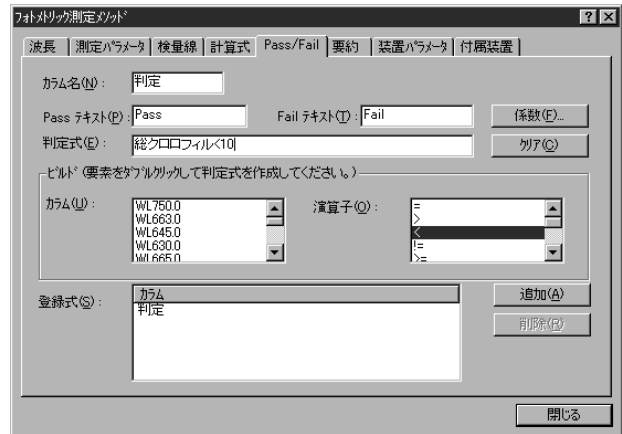 フォトメトリック測定メソッド
波長 測定パラメータ 検量線 計算式 Pass/Fail 要約 装置パラメータ 付属装置
カラム名(N): 判定
Pass テキスト(P): Pass Fail テキスト(T): Fail 係数(F)...
判定式(E): 総クロロフィル<10 クリア(C)
ビルド(要素をダブルクリックして判定式を作成してください。)
カラム(U): WL750.0 演算子(O): =
WL663.0 >
WL645.0 <
WL630.0 !=
WL665.0 >=
登録式(S): カラム 追加(A)
判定
削除(R)
閉じる